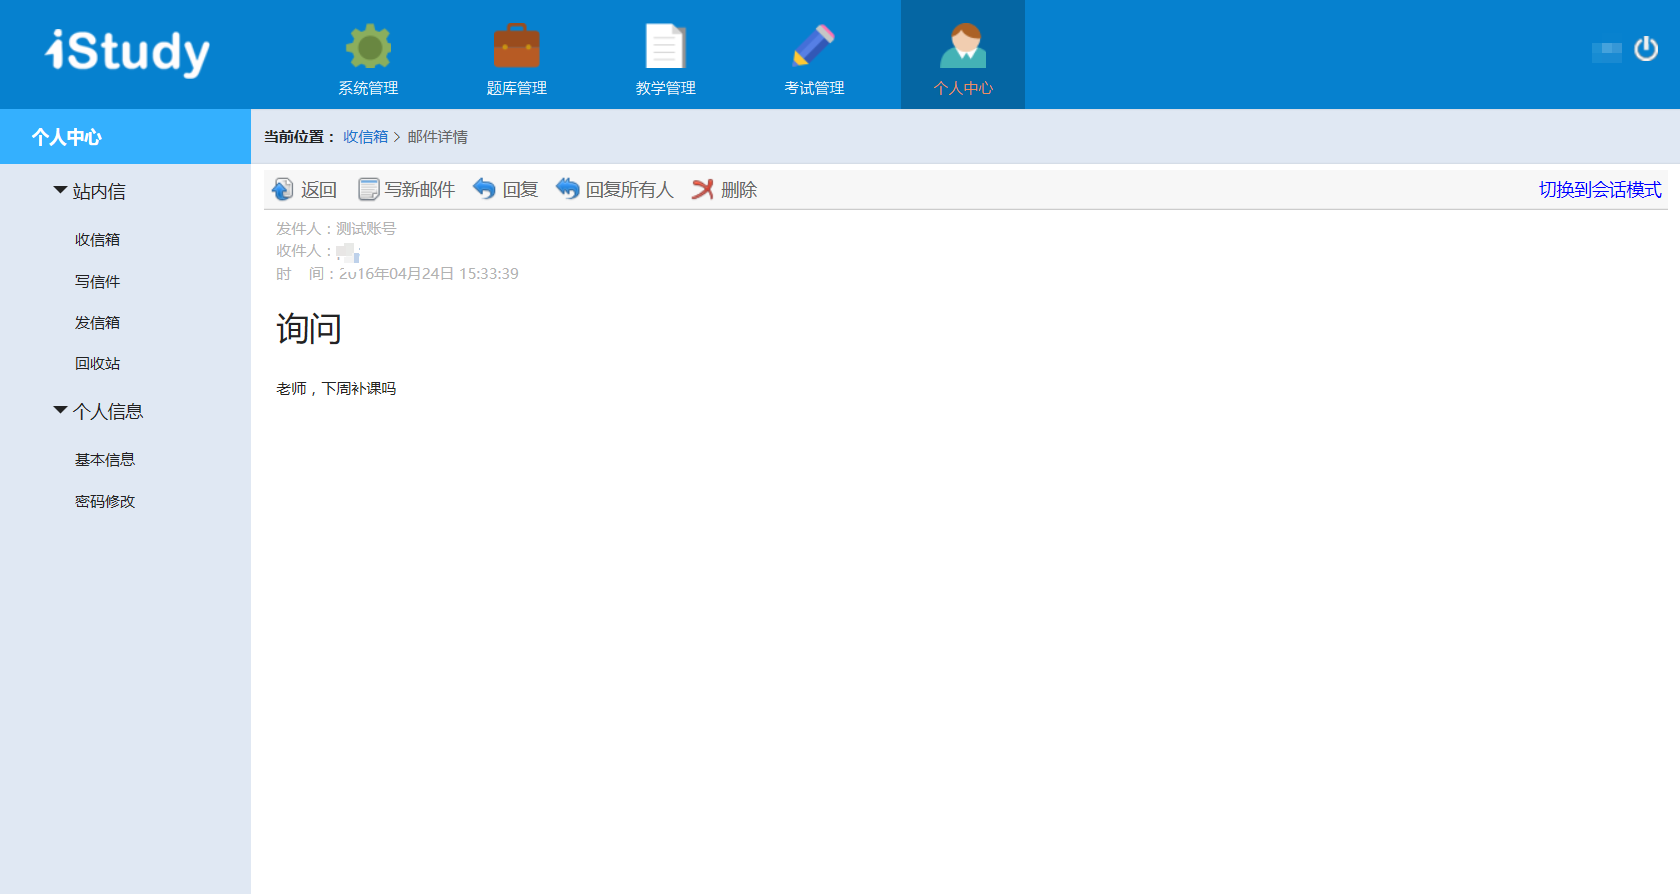 iStudy
系统管理
题库管理
教学管理
考试管理
个人中心
个人中心
当前位置： 收信箱 > 邮件详情
站内信
收信箱
写信件
发信箱
回收站
个人信息
基本信息
密码修改
返回 写新邮件 回复 回复所有人 删除
切换到会话模式
发件人：测试账号
收件人：
时 间：2016年04月24日 15:33:39
询问
老师，下周补课吗